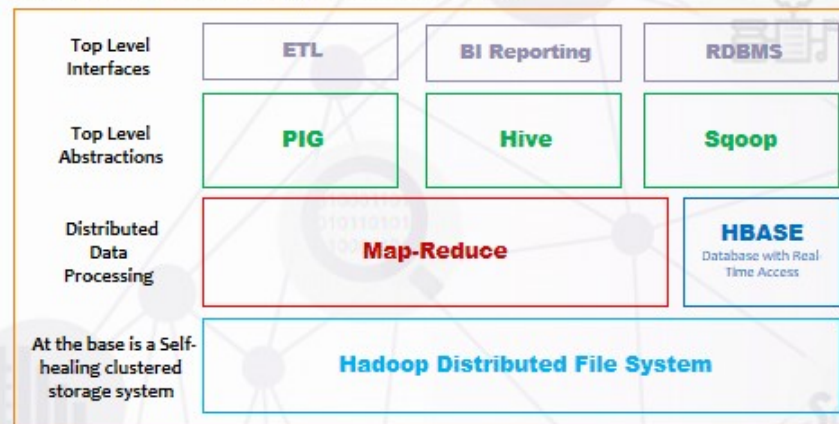 Top Level
Interfaces
ETL
BI Reporting
RDBMS
Top Level
Abstractions
PIG
Hive
Sqoop
Distributed
Data
Processing
Map-Reduce
HBASE
Database with Real-
Time Access
At the base is a Self-
healing clustered
storage system
Hadoop Distributed File System